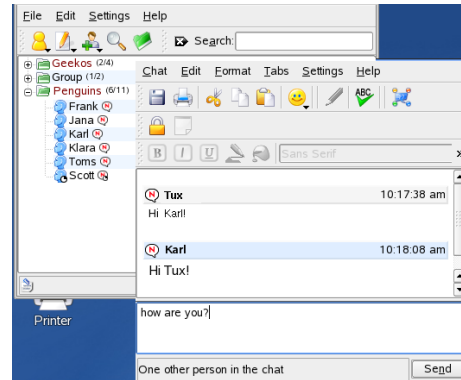 File Edit Settings Help
Search:
Geekos (2/4)
Group (1/2)
Penguins (6/11)
Frank
Jana
Karl
Klara
Toms
Scott
Chat Edit Format Tabs Settings Help
ABC
B I U Sans Serif
N Tux 10:17:38 am
Hi Karl!
N Karl 10:18:08 am
Hi Tux!
Printer
how are you?
One other person in the chat Send